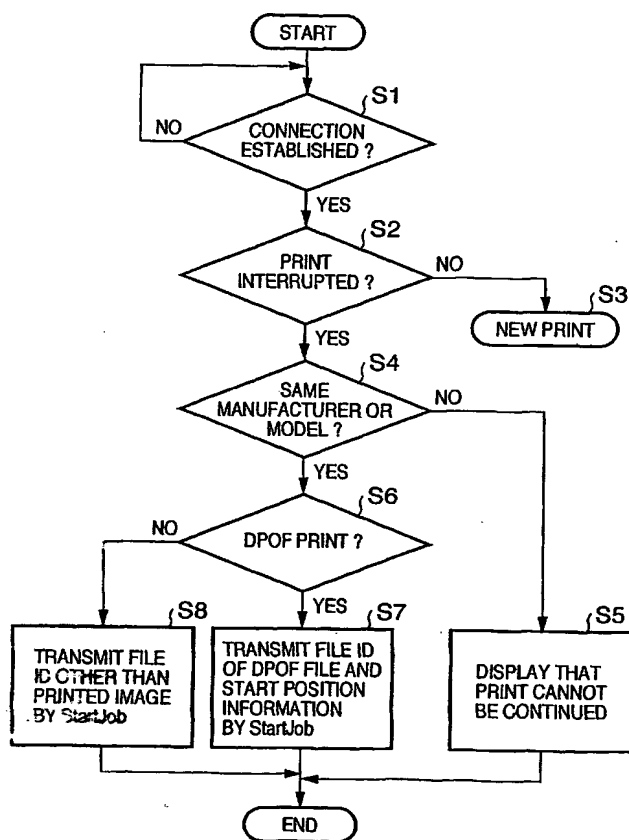 START
S1
NO
CONNECTION
ESTABLISHED ?
YES
S2
PRINT
INTERRUPTED ?
NO
S3
NEW PRINT
YES
S4
SAME
MANUFACTURER OR
MODEL ?
NO
YES
S6
DPOF PRINT ?
NO
YES
S8
TRANSMIT FILE
ID OTHER THAN
PRINTED IMAGE
BY StartJob
S7
TRANSMIT FILE ID
OF DPOF FILE AND
START POSITION
INFORMATION
BY StartJob
S5
DISPLAY THAT
PRINT CANNOT
BE CONTINUED
END